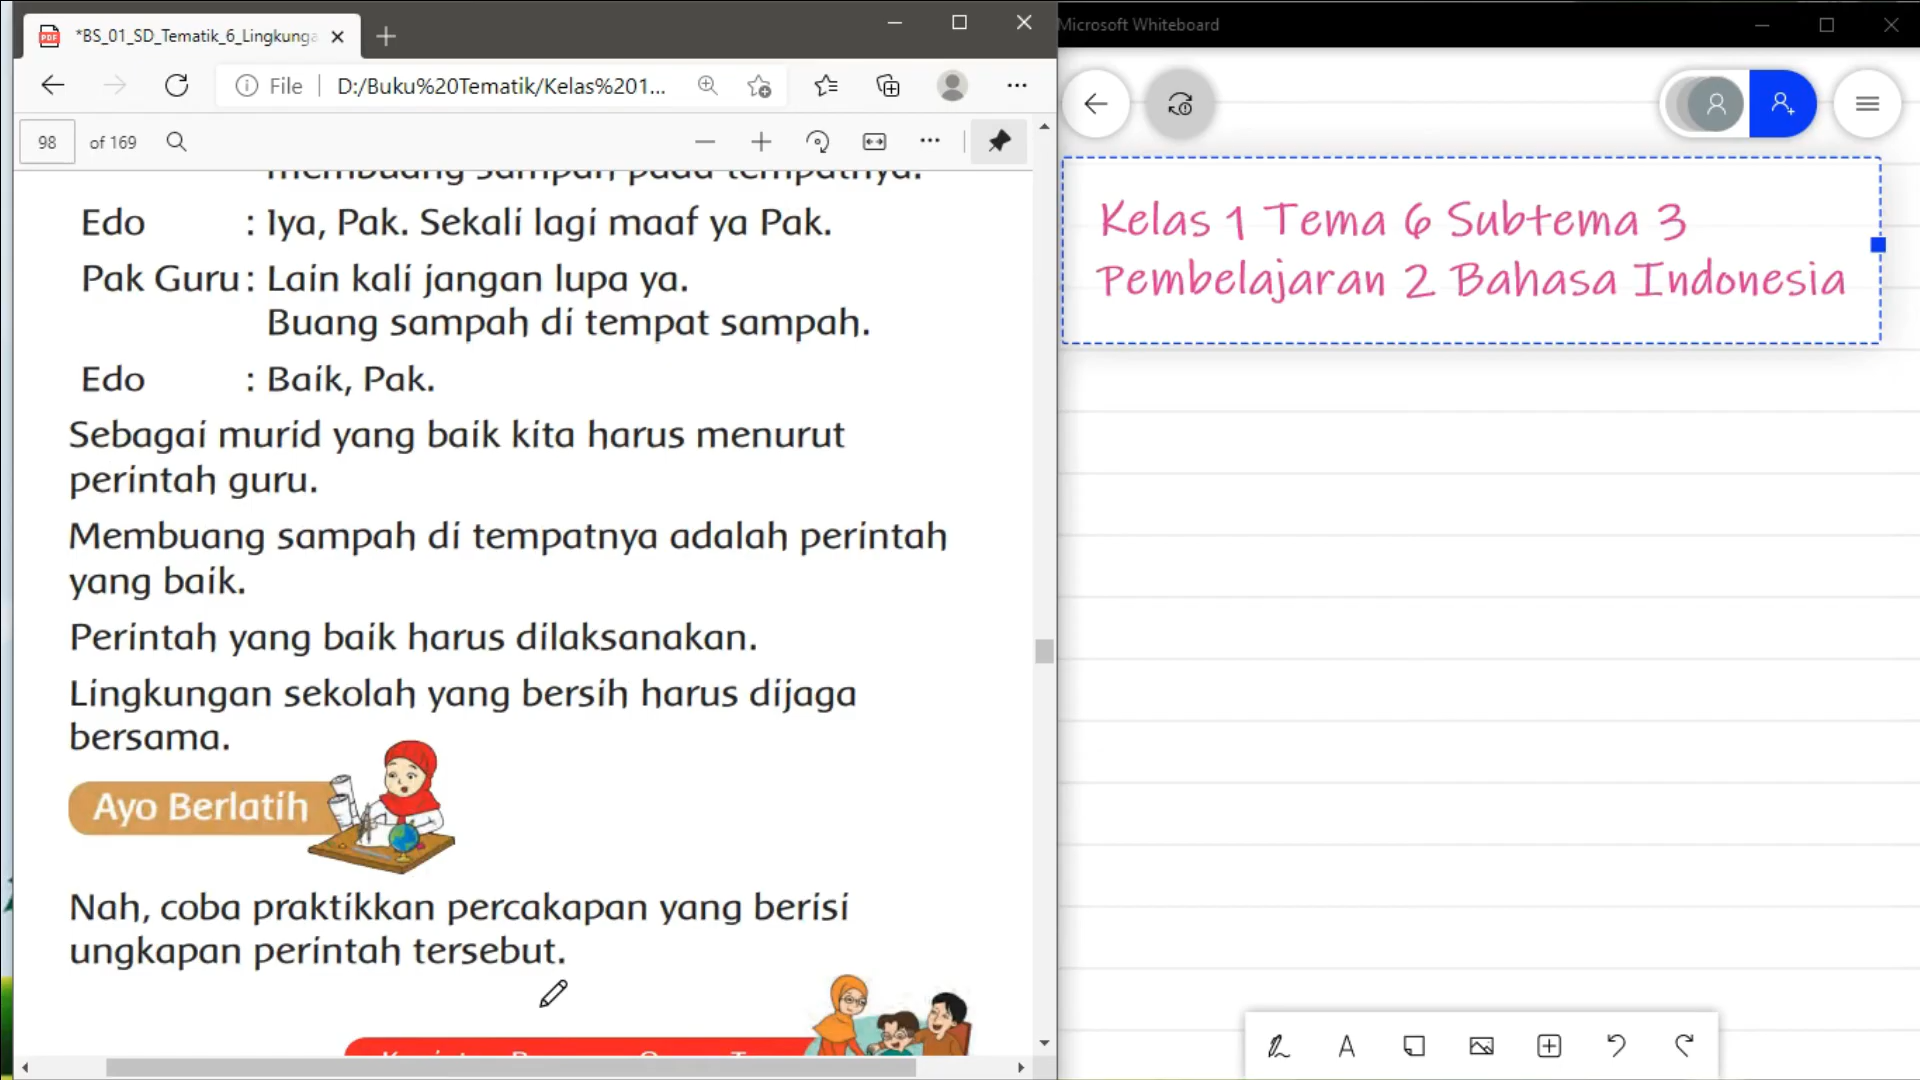 *BS_01_SD_Tematik_6_Lingkunga
File
D:/Buku%20Tematik/Kelas%201...
98
of 169
membuang sampah pada tempatnya.
Edo : Iya, Pak. Sekali lagi maaf ya Pak.
Pak Guru : Lain kali jangan lupa ya.
Buang sampah di tempat sampah.
Edo : Baik, Pak.
Sebagai murid yang baik kita harus menurut
perintah guru.
Membuang sampah di tempatnya adalah perintah
yang baik.
Perintah yang baik harus dilaksanakan.
Lingkungan sekolah yang bersih harus dijaga
bersama.
Ayo Berlatih
Nah, coba praktikkan percakapan yang berisi
ungkapan perintah tersebut.
Microsoft Whiteboard
Kelas 1 Tema 6 Subtema 3
Pembelajaran 2 Bahasa Indonesia